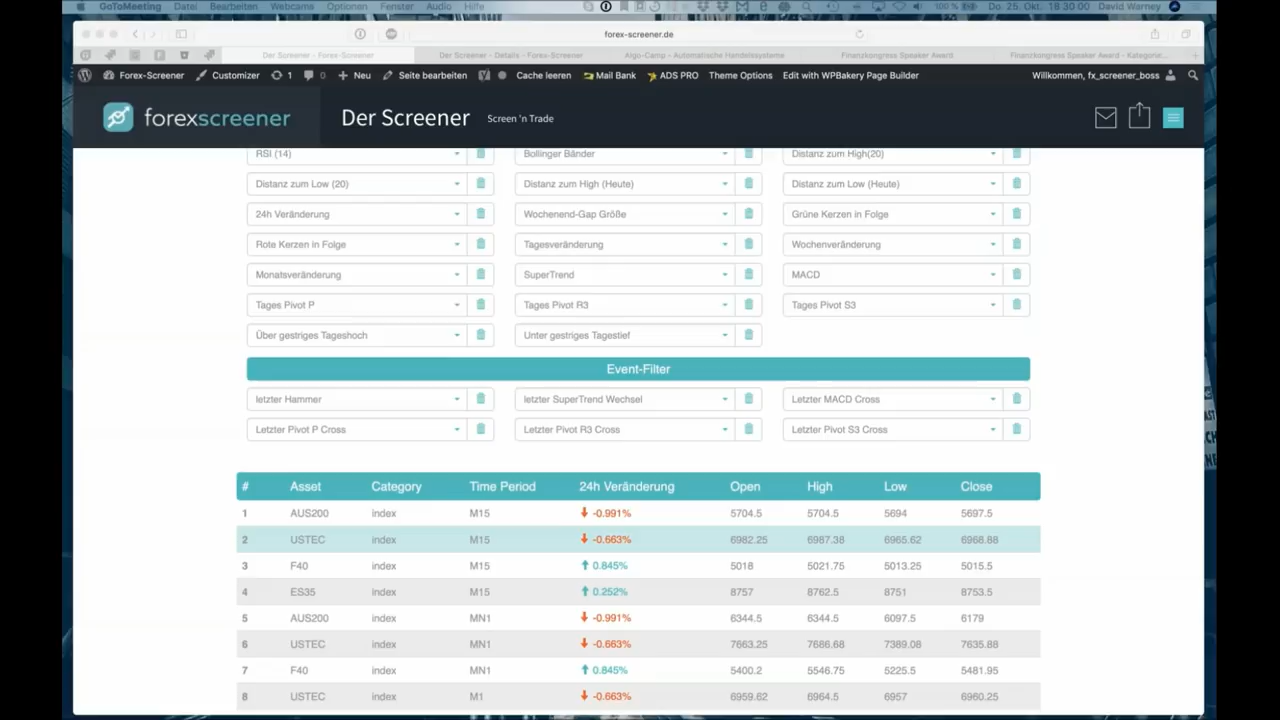 GoToMeeting Datei Bearbeiten Screenshare Webcams Optionen Fenster Audio Hilfe 100 % Do. 25. Okt. 18:30:00 David Warney
forex-screener.de
Der Screener - Forex-Screener Der Screener - Details - Forex-Screener Algo-Camp - Automatische Handelssysteme Finanzkongress Speaker Award Finanzkongress Speaker Award - Kategorie...
Forex-Screener Customizer 1 0 Neu Seite bearbeiten Cache leeren Mail Bank ADS PRO Theme Options Edit with WPBakery Page Builder Willkommen, fx_screener_boss
forexscreener Der Screener Screen 'n Trade
RSI (14) Bollinger Bänder Distanz zum High(20)
Distanz zum Low (20) Distanz zum High (Heute) Distanz zum Low (Heute)
24h Veränderung Wochenend-Gap Größe Grüne Kerzen in Folge
Rote Kerzen in Folge Tagesveränderung Wochenveränderung
Monatsveränderung SuperTrend MACD
Tages Pivot P Tages Pivot R3 Tages Pivot S3
Über gestriges Tageshoch Unter gestriges Tagestief
Event-Filter
letzter Hammer letzter SuperTrend Wechsel Letzter MACD Cross
Letzter Pivot P Cross Letzter Pivot R3 Cross Letzter Pivot S3 Cross
# Asset Category Time Period 24h Veränderung Open High Low Close
1 AUS200 index M15 -0.991% 5704.5 5704.5 5694 5697.5
2 USTEC index M15 -0.663% 6982.25 6987.38 6965.62 6968.88
3 F40 index M15 0.845% 5018 5021.75 5013.25 5015.5
4 ES35 index M15 0.252% 8757 8762.5 8751 8753.5
5 AUS200 index MN1 -0.991% 6344.5 6344.5 6097.5 6179
6 USTEC index MN1 -0.663% 7663.25 7686.68 7389.08 7635.88
7 F40 index MN1 0.845% 5400.2 5546.75 5225.5 5481.95
8 USTEC index M1 -0.663% 6959.62 6964.5 6957 6960.25